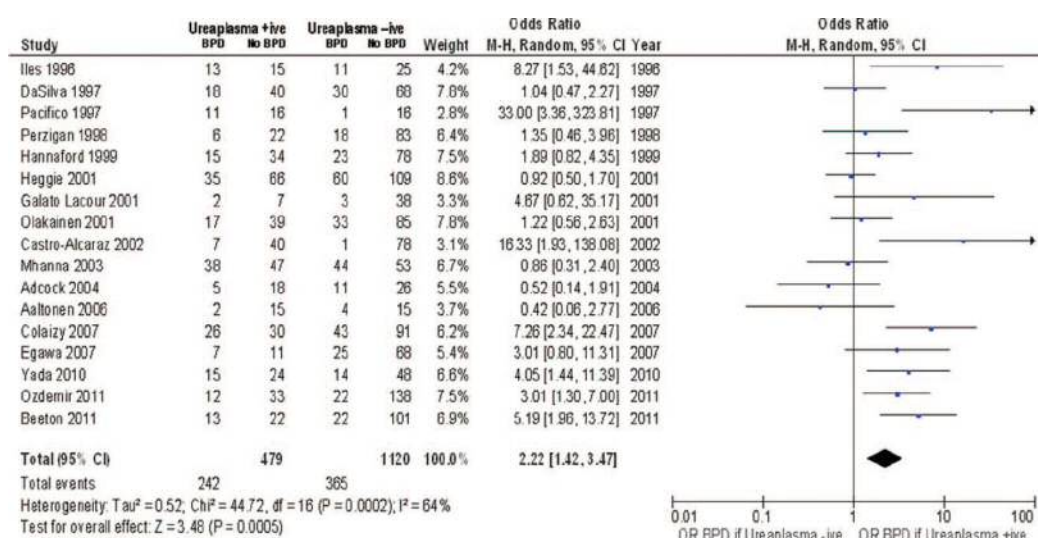 Ureaplasma +ive Ureaplasma –ive Odds Ratio Odds Ratio
Study BPD No BPD BPD No BPD Weight M-H, Random, 95% CI Year M-H, Random, 95% CI
Iles 1996 13 15 11 25 4.2% 8.27 [1.53, 44.62] 1996
DaSilva 1997 18 40 30 68 7.8% 1.04 [0.47, 2.27] 1997
Pacifico 1997 11 16 1 16 2.8% 33.00 [3.36, 323.81] 1997
Perzigan 1998 6 22 18 83 6.4% 1.35 [0.46, 3.96] 1998
Hannaford 1999 15 34 23 78 7.5% 1.89 [0.82, 4.35] 1999
Heggie 2001 35 66 60 109 8.6% 0.92 [0.50, 1.70] 2001
Galato Lacour 2001 2 7 3 38 3.4% 4.67 [0.62, 35.17] 2001
Olakainen 2001 17 39 33 85 7.8% 1.22 [0.56, 2.63] 2001
Castro-Alcaraz 2002 7 40 1 78 3.1% 16.33 [1.93, 138.08] 2002
Mhanna 2003 38 47 44 53 6.7% 0.86 [0.31, 2.40] 2003
Adcock 2004 5 18 11 26 5.5% 0.52 [0.14, 1.91] 2004
Aaltonen 2006 2 15 4 15 3.7% 0.42 [0.06, 2.77] 2006
Colaizy 2007 26 30 43 91 6.2% 7.26 [2.34, 22.47] 2007
Egawa 2007 7 11 25 68 5.4% 3.01 [0.80, 11.31] 2007
Yada 2010 15 24 14 48 6.6% 4.05 [1.44, 11.39] 2010
Ozdemir 2011 12 33 22 138 7.5% 3.01 [1.30, 7.00] 2011
Beeton 2011 13 22 22 101 6.9% 5.19 [1.96, 13.72] 2011
Total (95% CI) 479 1120 100.0% 2.22 [1.42, 3.47]
Total events 242 365
Heterogeneity: Tau² = 0.52; Chi² = 44.72, df = 16 (P = 0.0002); I² = 64%
Test for overall effect: Z = 3.48 (P = 0.0005)
0.01 0.1 1 10 100
OR BPD if Ureaplasma -ive OR BPD if Ureaplasma +ive